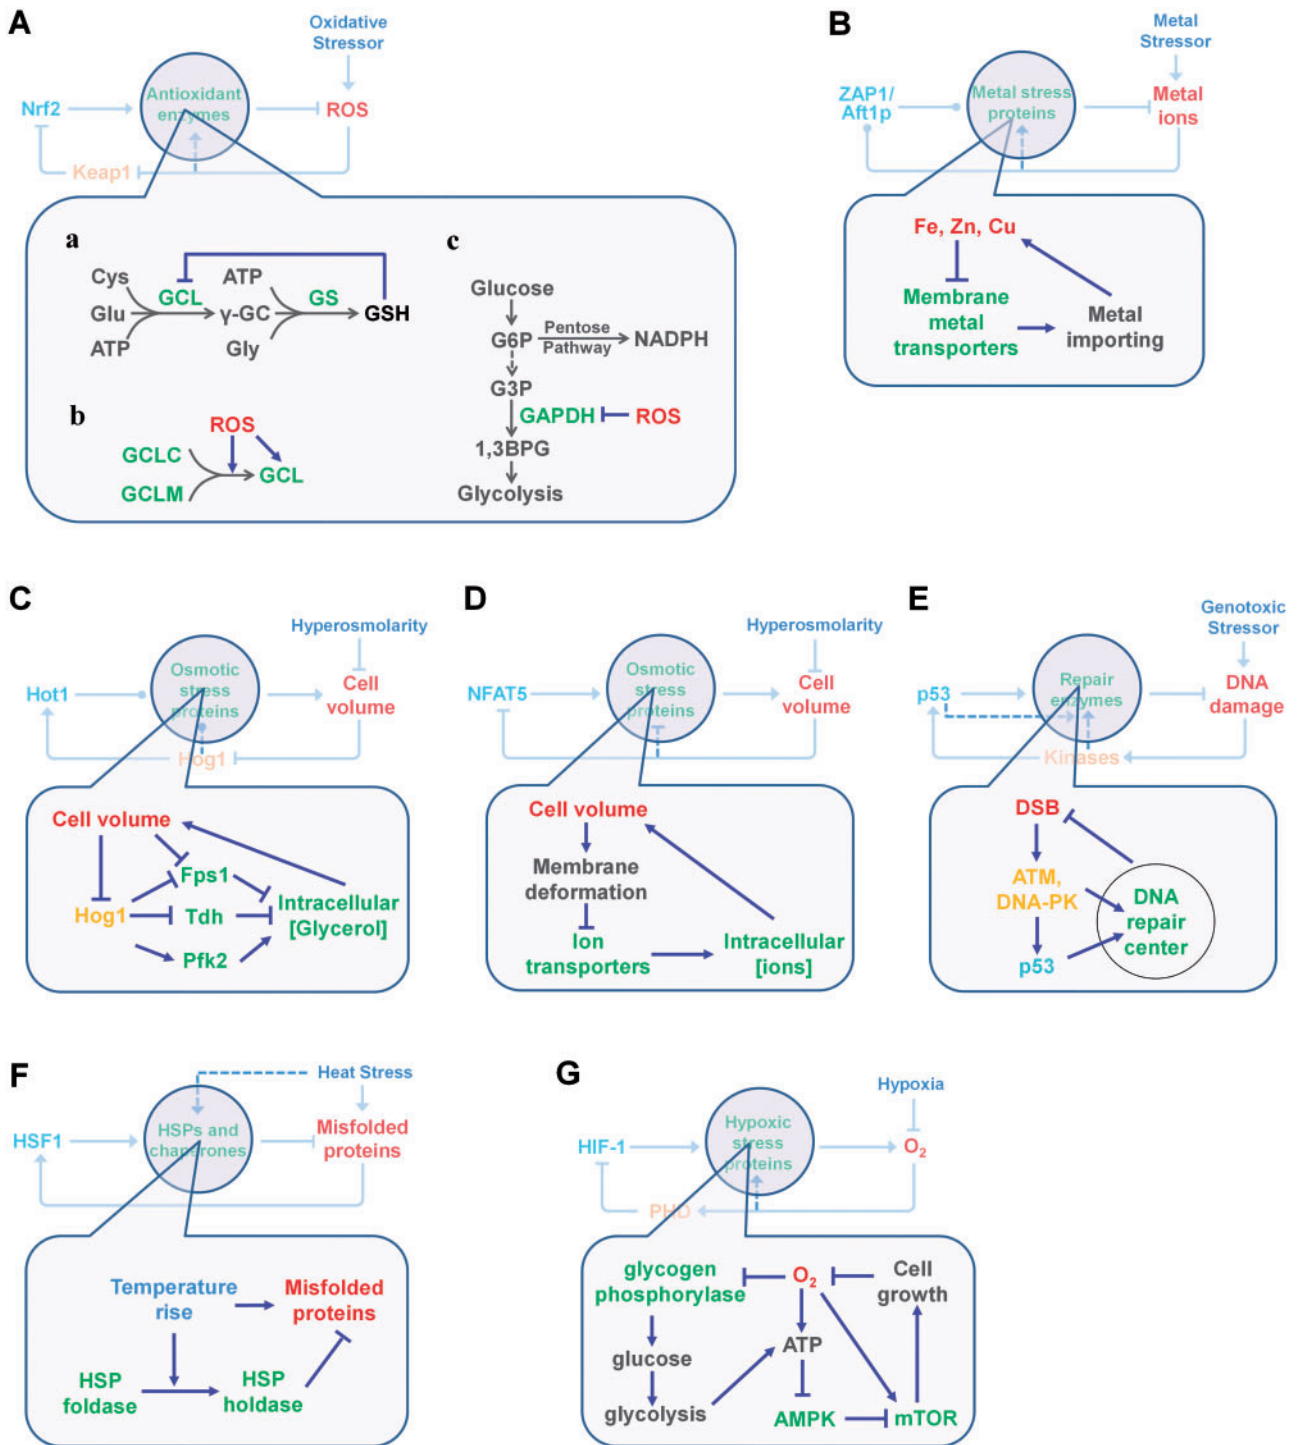 A
Oxidative
Stressor
Nrf2
Antioxidant
enzymes
ROS
Keap1
a
Cys
Glu
ATP
GCL
ATP
γ-GC
Gly
GS
GSH
b
ROS
GCLC
GCLM
GCL
c
Glucose
G6P
Pentose
Pathway
NADPH
G3P
GAPDH
ROS
1,3BPG
Glycolysis
B
Metal
Stressor
ZAP1/
Aft1p
Metal stress
proteins
Metal
ions
Fe, Zn, Cu
Membrane
metal
transporters
Metal
importing
C
Hyperosmolarity
Hot1
Osmotic
stress
proteins
Cell
volume
Hog1
Cell volume
Fps1
Hog1
Tdh
Intracellular
[Glycerol]
Pfk2
D
Hyperosmolarity
NFAT5
Osmotic
stress
proteins
Cell
volume
Cell volume
Membrane
deformation
Ion
transporters
Intracellular
[ions]
E
Genotoxic
Stressor
p53
Repair
enzymes
DNA
damage
Kinases
DSB
ATM,
DNA-PK
p53
DNA
repair
center
F
Heat Stress
HSF1
HSPs and
chaperones
Misfolded
proteins
Temperature
rise
Misfolded
proteins
HSP
foldase
HSP
holdase
G
Hypoxia
HIF-1
Hypoxic
stress
proteins
O₂
PHD
glycogen
phosphorylase
O₂
Cell
growth
glucose
ATP
glycolysis
AMPK
mTOR